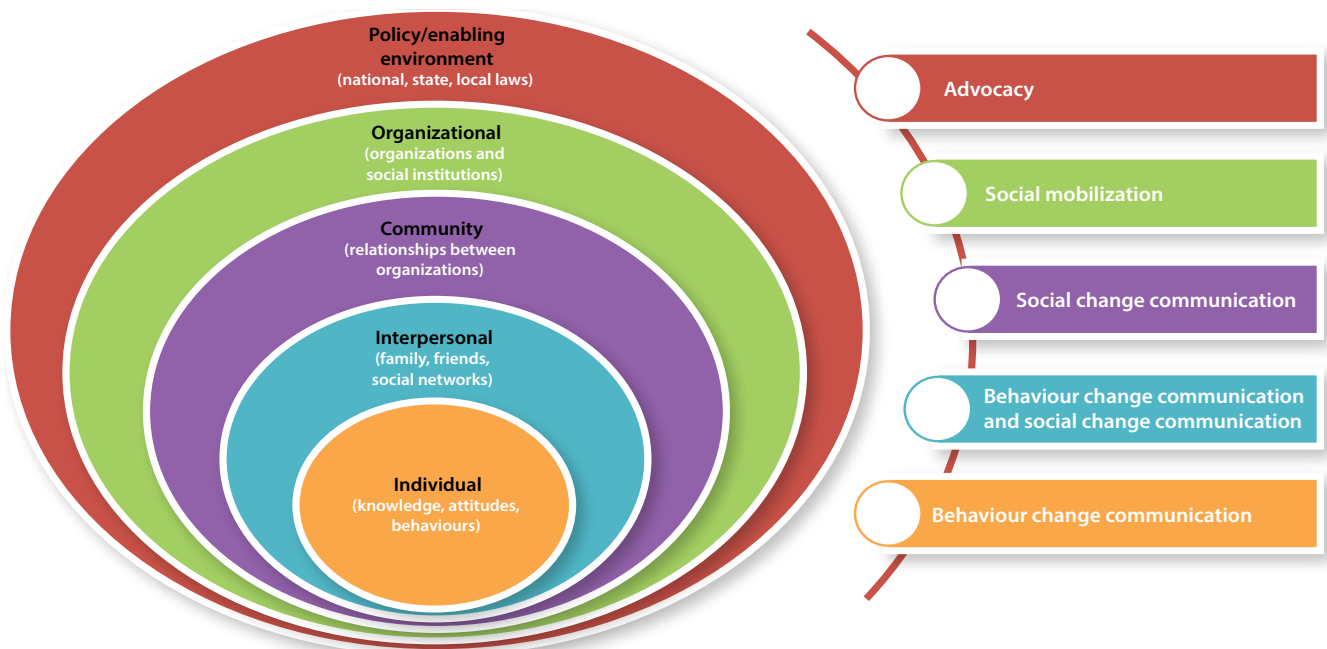 Policy/enabling
environment
(national, state, local laws)
Organizational
(organizations and
social institutions)
Community
(relationships between
organizations)
Interpersonal
(family, friends,
social networks)
Individual
(knowledge, attitudes,
behaviours)
Advocacy
Social mobilization
Social change communication
Behaviour change communication
and social change communication
Behaviour change communication